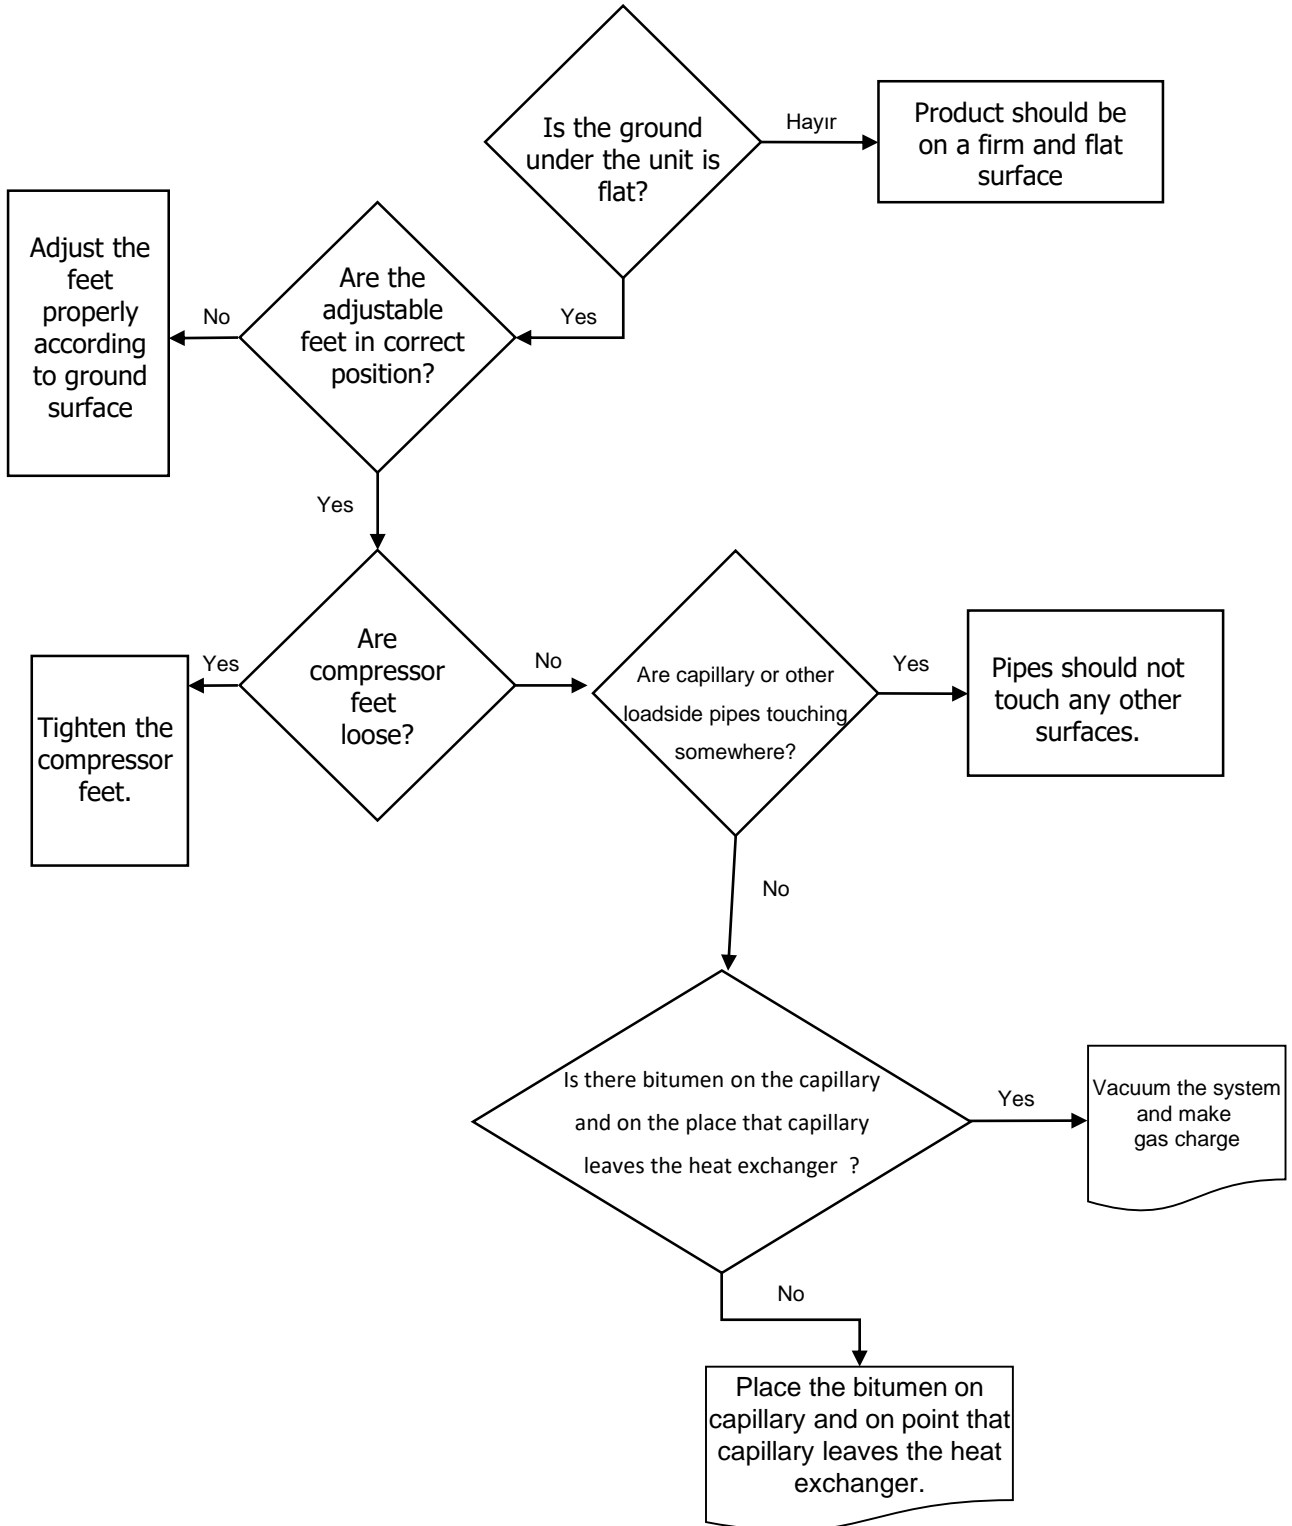 Is the ground
under the unit is
flat?
Hayır
Product should be
on a firm and flat
surface
Yes
Are the
adjustable
feet in correct
position?
No
Adjust the
feet
properly
according
to ground
surface
Yes
Are
compressor
feet
loose?
Yes
Tighten the
compressor
feet.
No
Are capillary or other
loadside pipes touching
somewhere?
Yes
Pipes should not
touch any other
surfaces.
No
Is there bitumen on the capillary
and on the place that capillary
leaves the heat exchanger ?
Yes
Vacuum the system
and make
gas charge
No
Place the bitumen on
capillary and on point that
capillary leaves the heat
exchanger.